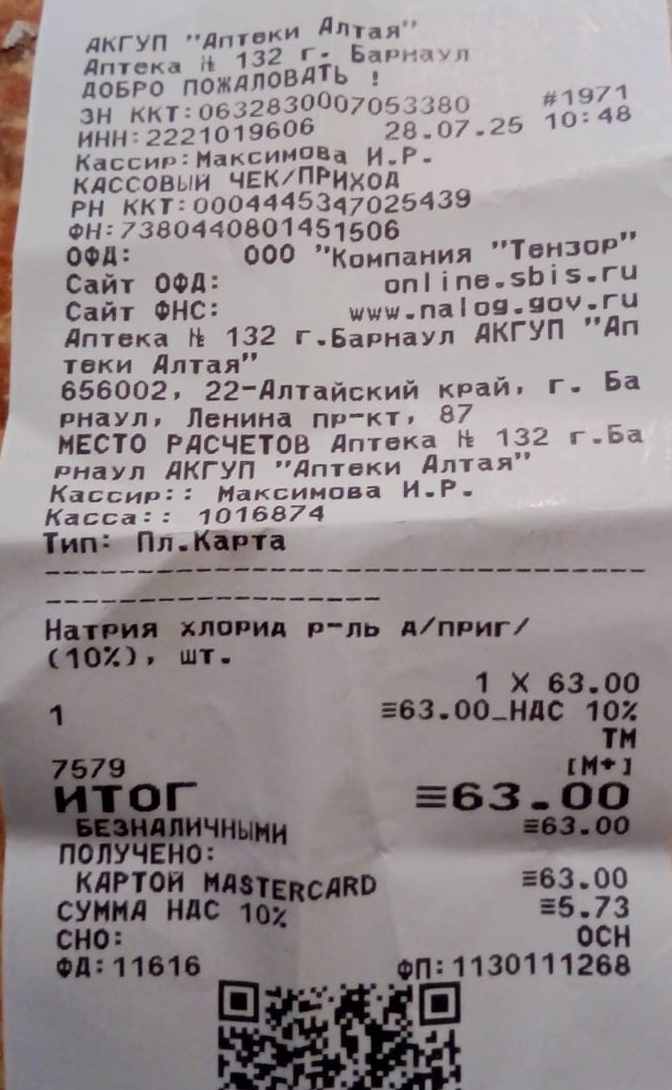 АКГУП "Аптеки Алтая"
Аптека № 132 г. Барнаул
ДОБРО ПОЖАЛОВАТЬ !
ЗН ККТ:0632830007053380 #1971
ИНН:2221019606 28.07.25 10:48
Кассир:Максимова И.Р.
КАССОВЫЙ ЧЕК/ПРИХОД
РН ККТ:0004445347025439
ФН:7380440801451506
ОФД: ООО "Компания "Тензор"
Сайт ОФД: online.sbis.ru
Сайт ФНС: www.nalog.gov.ru
Аптека № 132 г.Барнаул АКГУП "Ап
теки Алтая"
656002, 22-Алтайский край, г. Ба
рнаул, Ленина пр-кт, 87
МЕСТО РАСЧЕТОВ Аптека № 132 г.Ба
рнаул АКГУП "Аптеки Алтая"
Кассир:: Максимова И.Р.
Касса:: 1016874
Тип: Пл.Карта
--------------------------------
------------------
Натрия хлорид р-ль д/приг/
(10%), шт.
1 X 63.00
1 ≡63.00_НДС 10%
ТМ
7579 [М+]
ИТОГ ≡63.00
БЕЗНАЛИЧНЫМИ ≡63.00
ПОЛУЧЕНО:
КАРТОЙ MASTERCARD ≡63.00
СУММА НДС 10% ≡5.73
СНО: ОСН
ФД:11616 ФП:1130111268